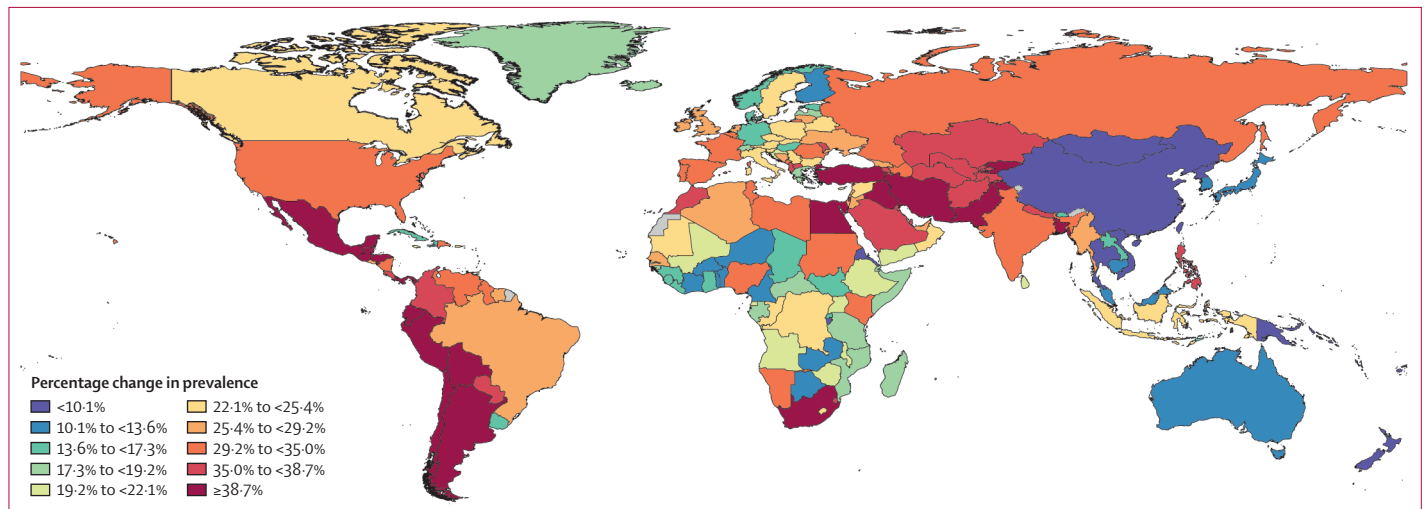 Percentage change in prevalence
<10·1%
10·1% to <13·6%
13·6% to <17·3%
17·3% to <19·2%
19·2% to <22·1%
22·1% to <25·4%
25·4% to <29·2%
29·2% to <35·0%
35·0% to <38·7%
≥38·7%